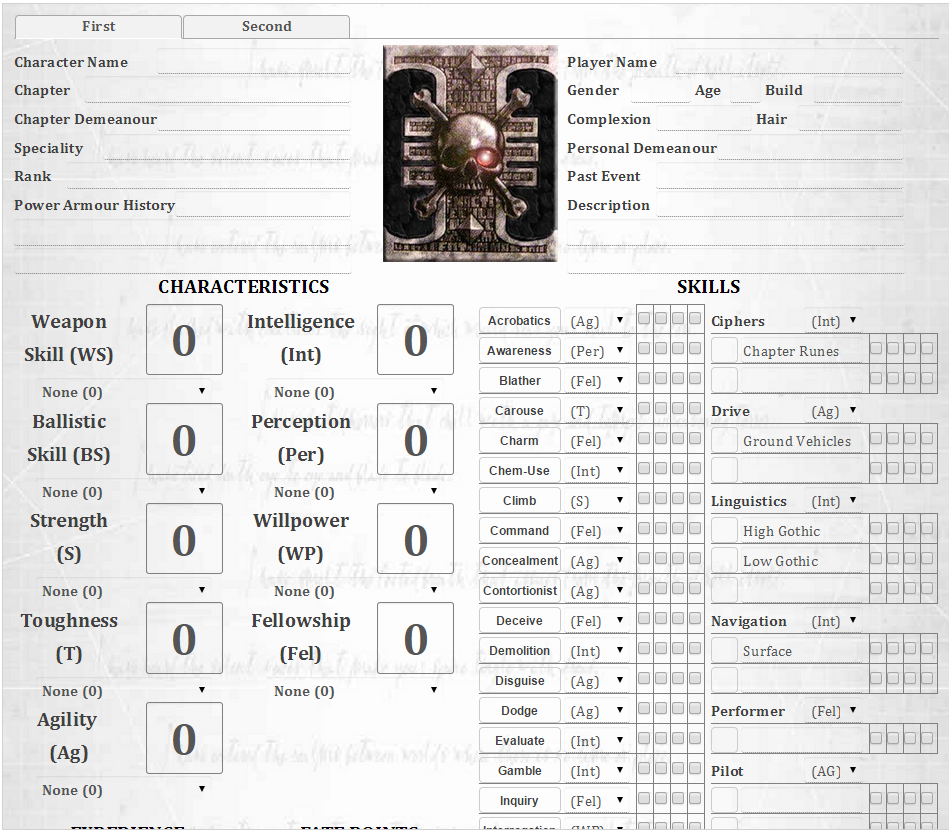 First Second
Character Name
Chapter
Chapter Demeanour
Speciality
Rank
Power Armour History
Player Name
Gender Age Build
Complexion Hair
Personal Demeanour
Past Event
Description
CHARACTERISTICS
Weapon
Skill (WS)
0
None (0)
Intelligence
(Int)
0
None (0)
Ballistic
Skill (BS)
0
None (0)
Perception
(Per)
0
None (0)
Strength
(S)
0
None (0)
Willpower
(WP)
0
None (0)
Toughness
(T)
0
None (0)
Fellowship
(Fel)
0
None (0)
Agility
(Ag)
0
None (0)
EXPERIENCE
FATE POINTS
SKILLS
Acrobatics (Ag)
Awareness (Per)
Blather (Fel)
Carouse (T)
Charm (Fel)
Chem-Use (Int)
Climb (S)
Command (Fel)
Concealment (Ag)
Contortionist (Ag)
Deceive (Fel)
Demolition (Int)
Disguise (Ag)
Dodge (Ag)
Evaluate (Int)
Gamble (Int)
Inquiry (Fel)
Interrogation (WP)
Ciphers (Int)
Chapter Runes
Drive (Ag)
Ground Vehicles
Linguistics (Int)
High Gothic
Low Gothic
Navigation (Int)
Surface
Performer (Fel)
Pilot (AG)